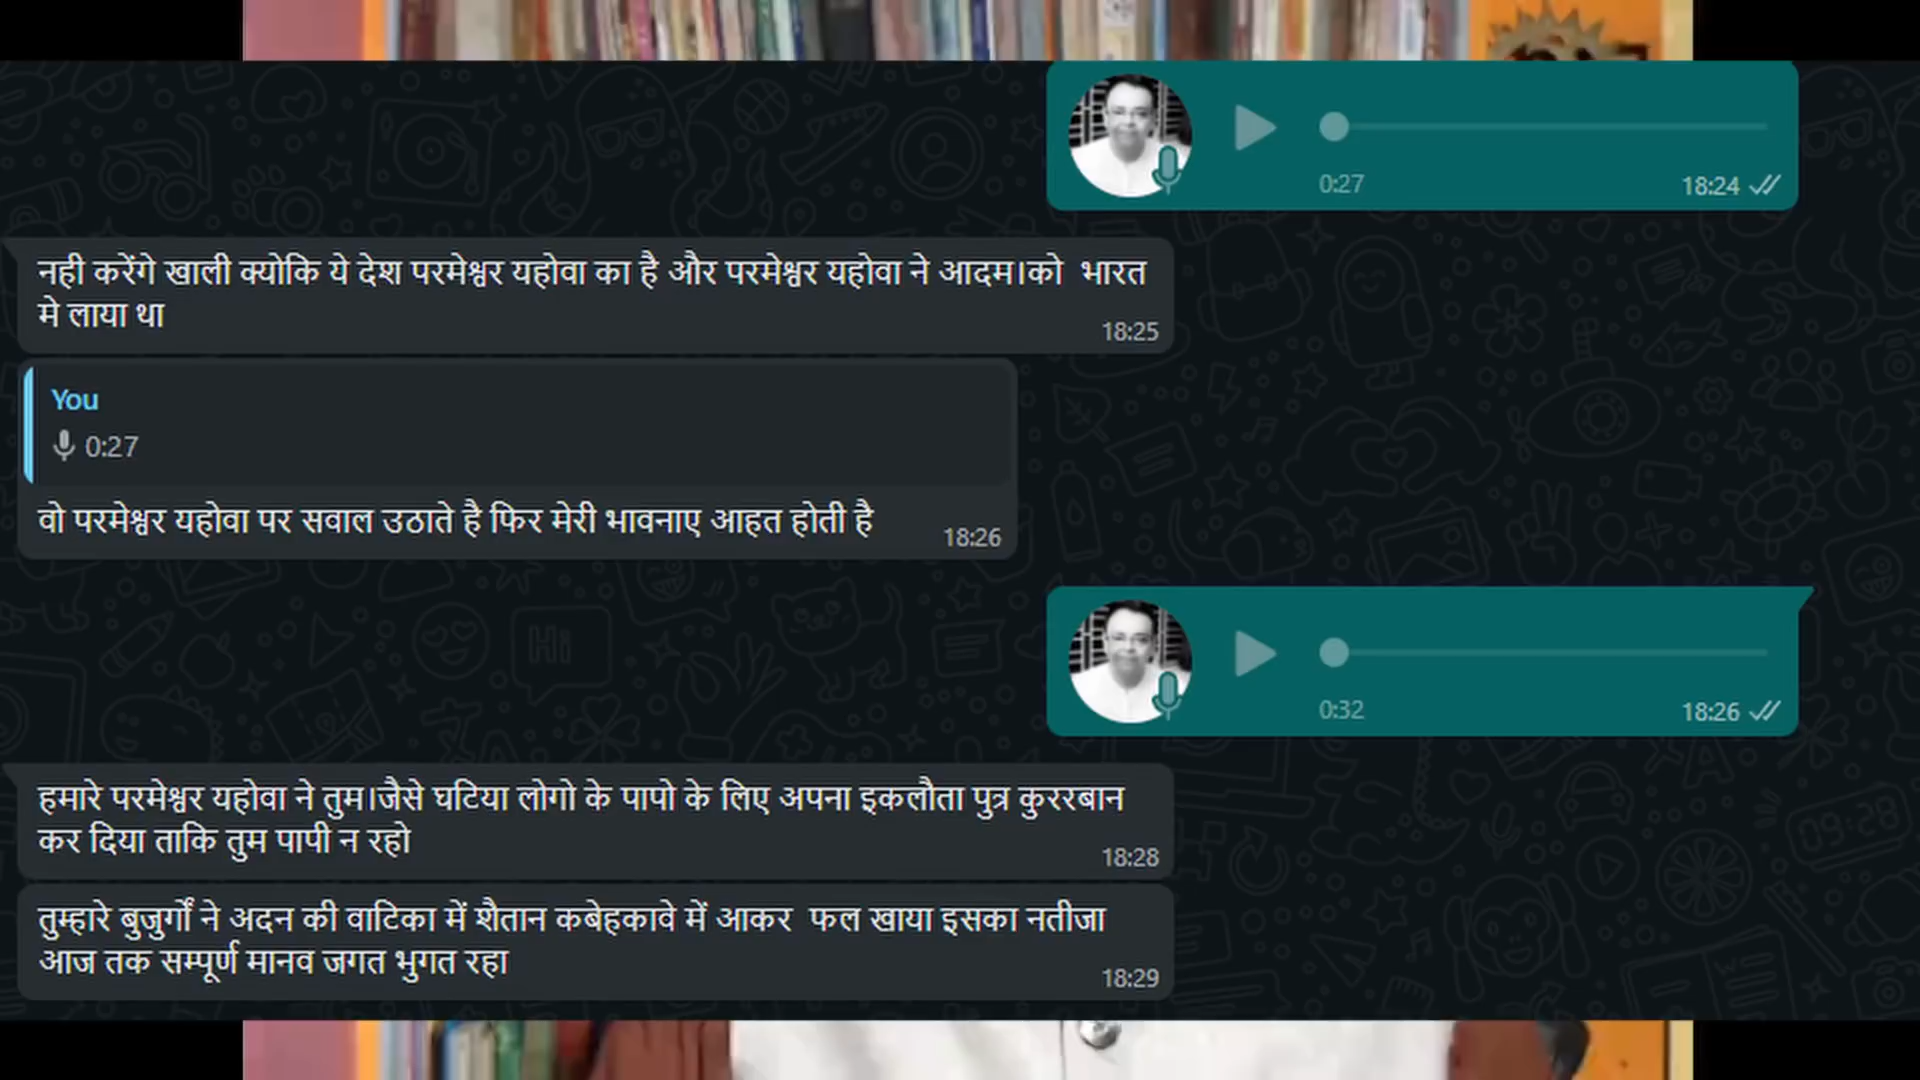 0:27
18:24
नही करेंगे खाली क्योकि ये देश परमेश्वर यहोवा का है और परमेश्वर यहोवा ने आदम।को भारत
मे लाया था
18:25
You
0:27
वो परमेश्वर यहोवा पर सवाल उठाते है फिर मेरी भावनाए आहत होती है
18:26
0:32
18:26
हमारे परमेश्वर यहोवा ने तुम।जैसे घटिया लोगो के पापो के लिए अपना इकलौता पुत्र कुररबान
कर दिया ताकि तुम पापी न रहो
18:28
तुम्हारे बुजुर्गों ने अदन की वाटिका में शैतान कबेहकावे में आकर फल खाया इसका नतीजा
आज तक सम्पूर्ण मानव जगत भुगत रहा
18:29